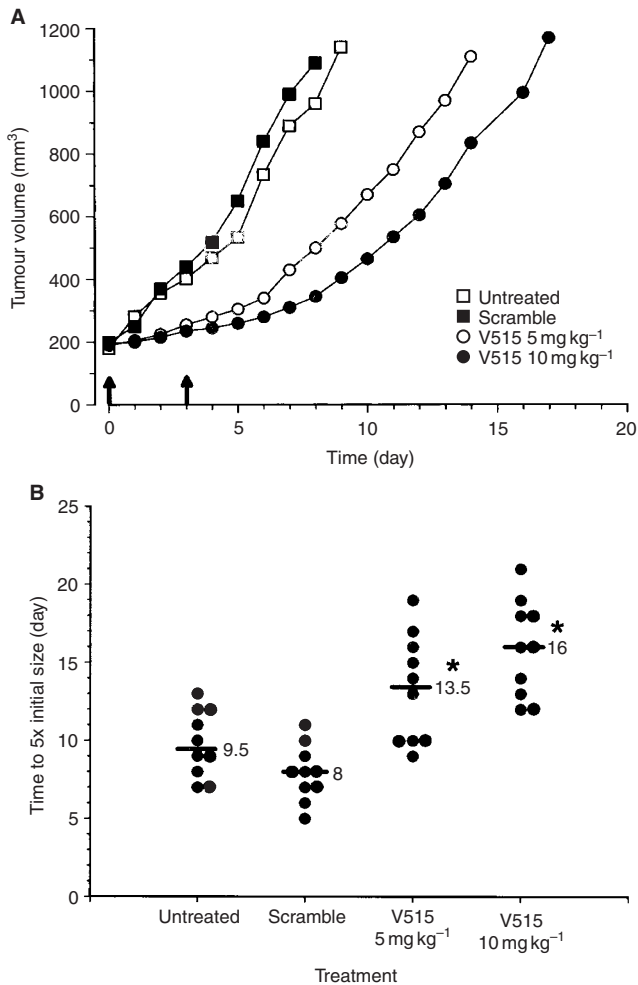 A
1200
1000
800
600
400
200
0
Tumour volume (mm³)
Untreated
Scramble
V515 5 mg kg⁻¹
V515 10 mg kg⁻¹
0 5 10 15 20
Time (day)
B
25
20
15
10
5
0
Time to 5x initial size (day)
9.5
8
* 13.5
* 16
Untreated Scramble V515 5 mg kg⁻¹ V515 10 mg kg⁻¹
Treatment